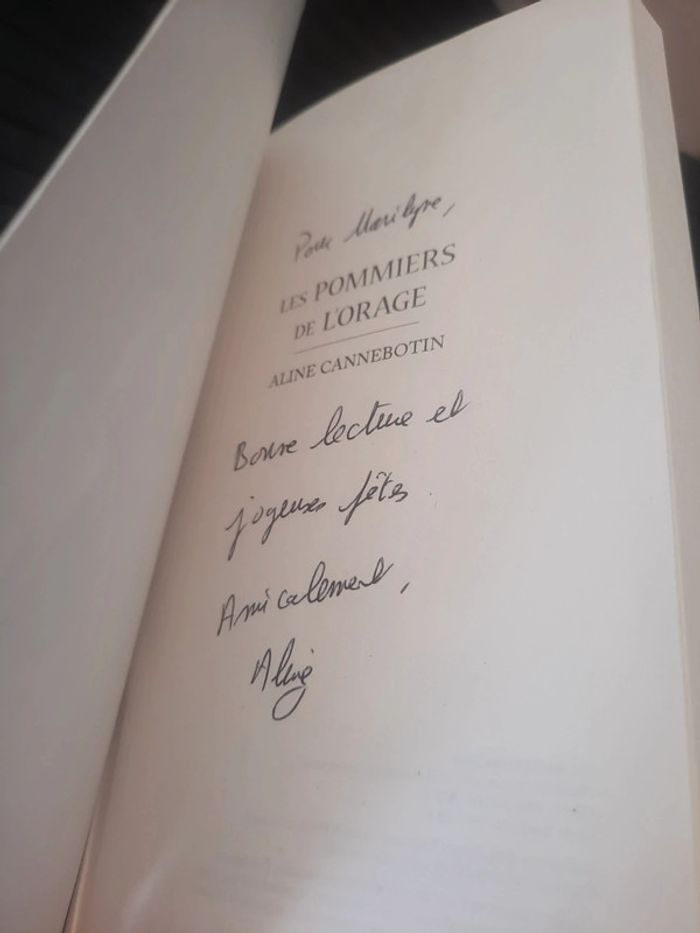 Pour Marilyne,
LES POMMIERS
DE L'ORAGE
ALINE CANNEBOTIN
Bonne lecture et
joyeuses fêtes
Amicalement,
Aline